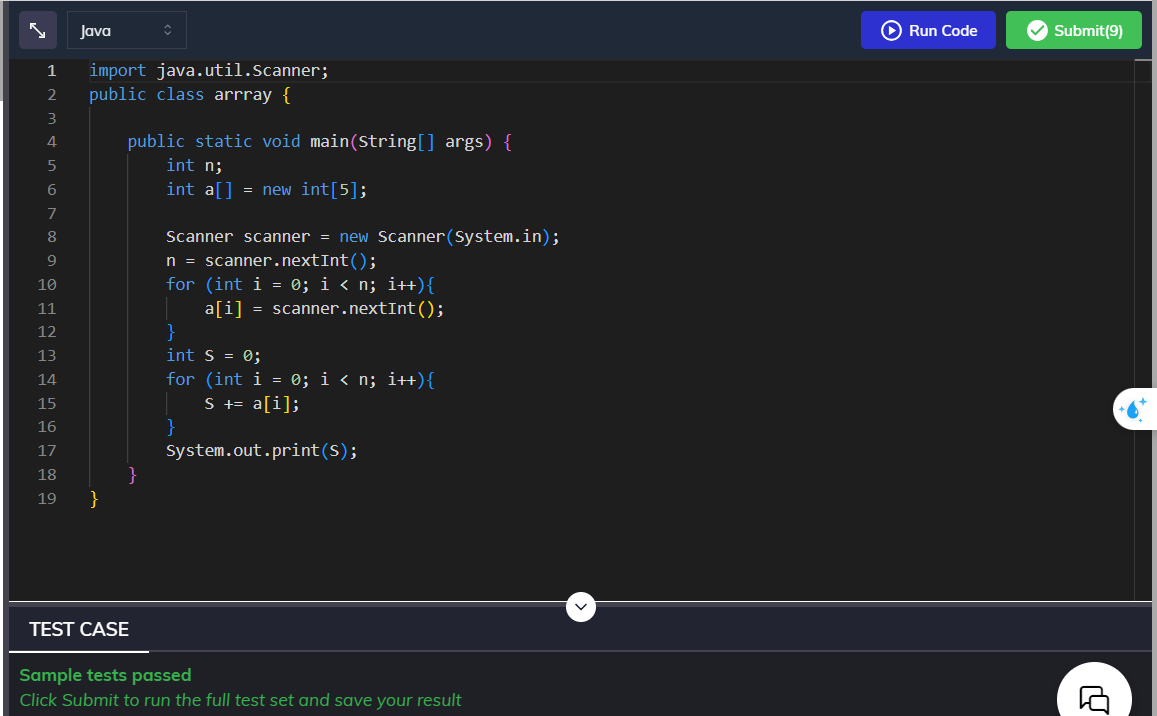 Java Run Code Submit(9)
1 import java.util.Scanner;
2 public class arrray {
3
4     public static void main(String[] args) {
5         int n;
6         int a[] = new int[5];
7
8         Scanner scanner = new Scanner(System.in);
9         n = scanner.nextInt();
10         for (int i = 0; i < n; i++){
11             a[i] = scanner.nextInt();
12         }
13         int S = 0;
14         for (int i = 0; i < n; i++){
15             S += a[i];
16         }
17         System.out.print(S);
18     }
19 }
TEST CASE
Sample tests passed
Click Submit to run the full test set and save your result